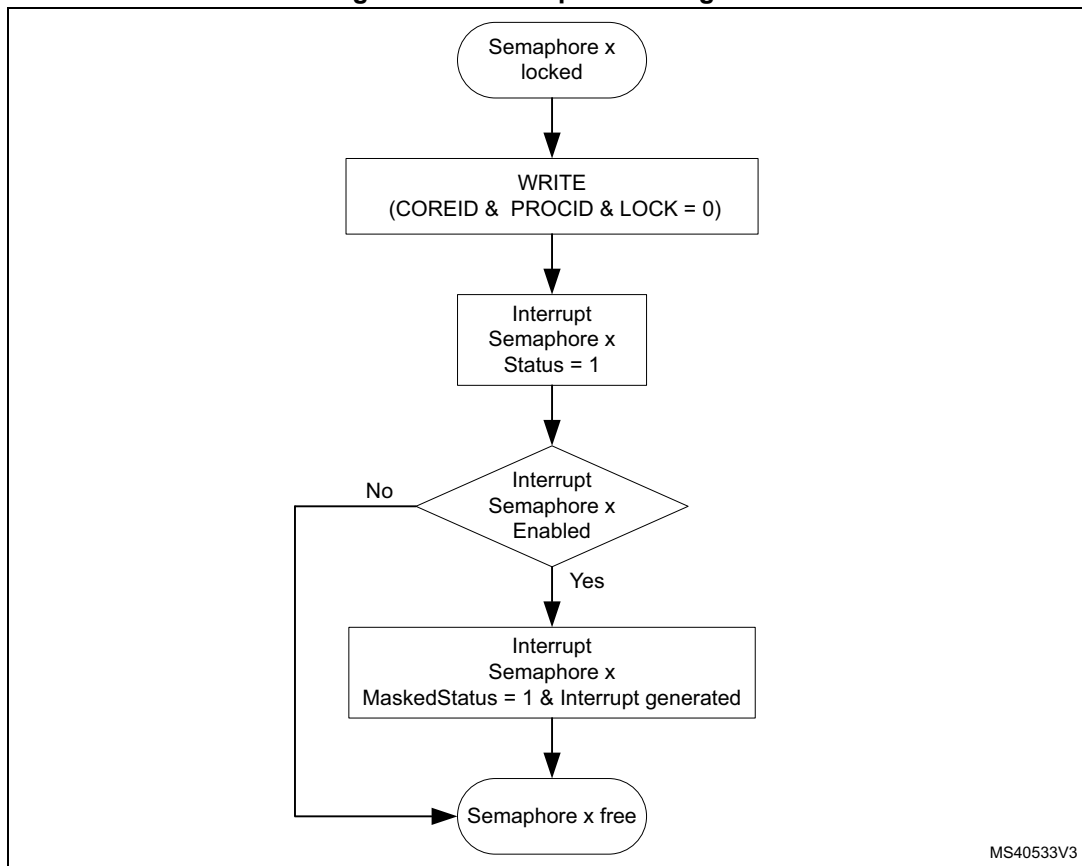 Semaphore x
locked
WRITE
(COREID & PROCID & LOCK = 0)
Interrupt
Semaphore x
Status = 1
Interrupt
Semaphore x
Enabled
No
Yes
Interrupt
Semaphore x
MaskedStatus = 1 & Interrupt generated
Semaphore x free
MS40533V3